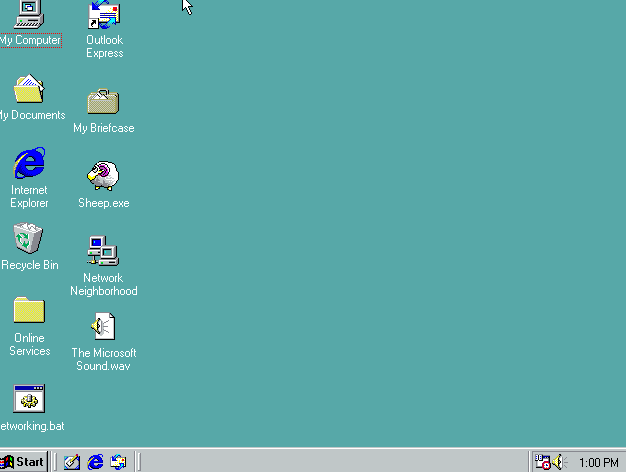 My Computer
Outlook
Express
My Documents
My Briefcase
Internet
Explorer
Sheep.exe
Recycle Bin
Network
Neighborhood
Online
Services
The Microsoft
Sound.wav
etworking.bat
Start
1:00 PM